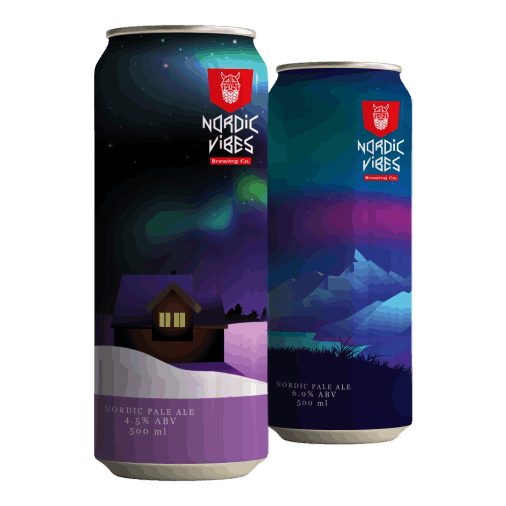 NORDIC
VIBES
Brewing Co.
NORDIC PALE ALE
4.5% ABV
500 ml
NORDIC
VIBES
Brewing Co.
NORDIC PALE ALE
6.0% ABV
500 ml